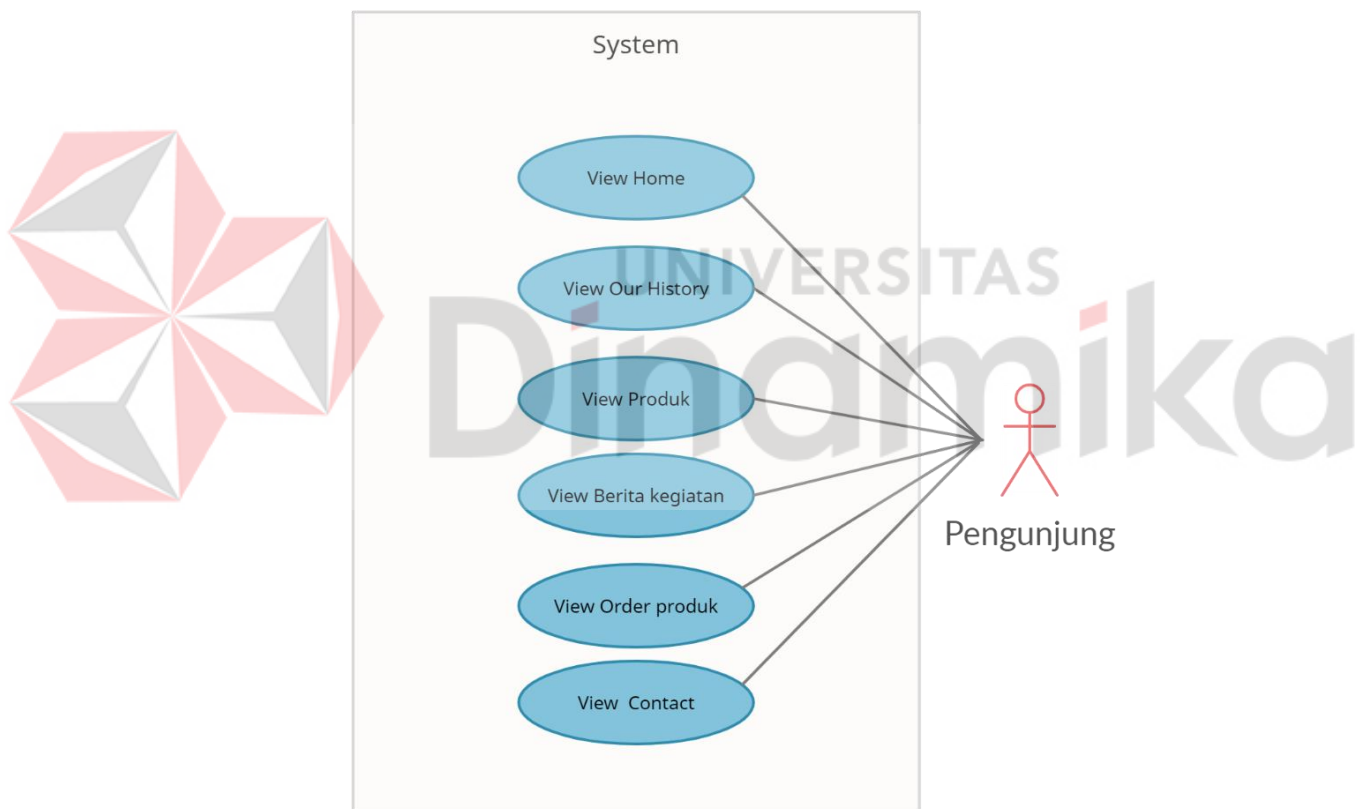 System
View Home
UNIVERSITAS
View Our History
Dinamika
View Produk
View Berita kegiatan
Pengunjung
View Order produk
View  Contact